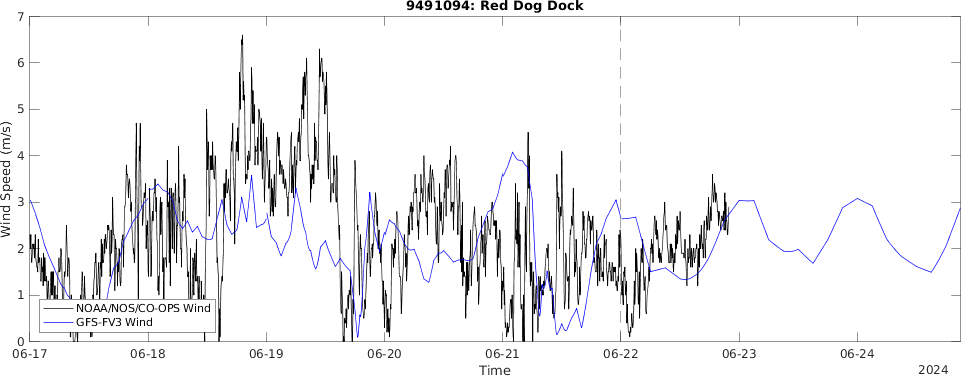 9491094: Red Dog Dock
Wind Speed (m/s)
7
6
5
4
3
2
1
0
NOAA/NOS/CO-OPS Wind
GFS-FV3 Wind
06-17 06-18 06-19 06-20 06-21 06-22 06-23 06-24
Time
2024